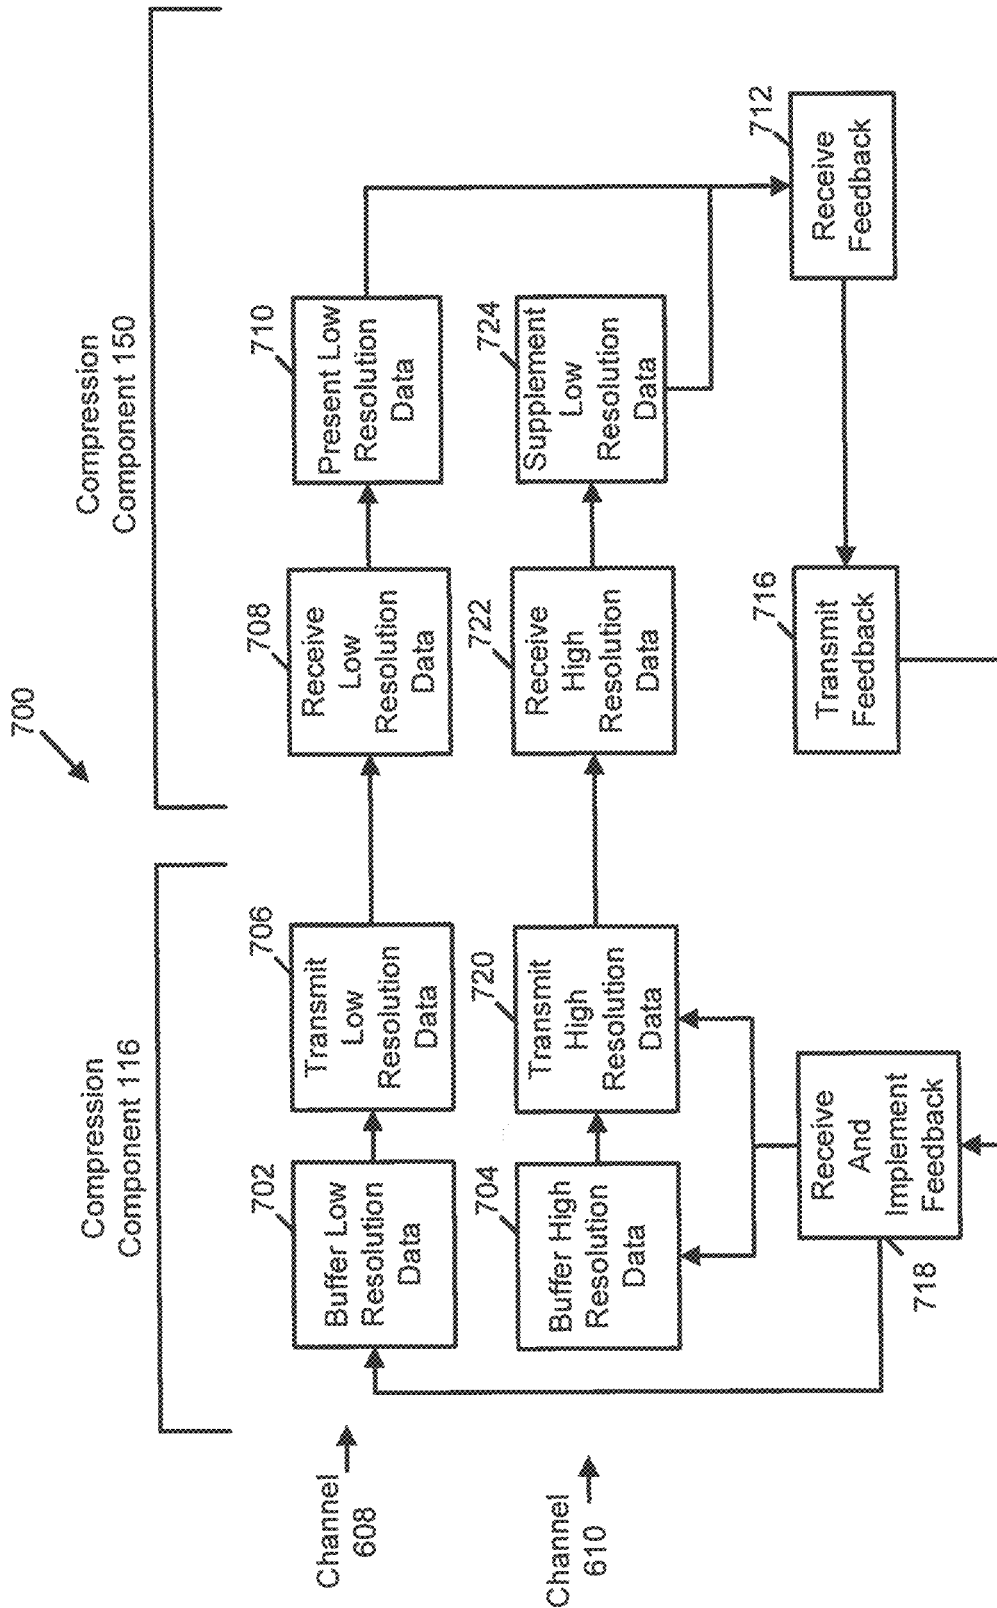 700
Compression
Component 116
Compression
Component 150
Channel
608
702
Buffer Low
Resolution
Data
706
Transmit
Low
Resolution
Data
708
Receive
Low
Resolution
Data
710
Present Low
Resolution
Data
Channel
610
704
Buffer High
Resolution
Data
720
Transmit
High
Resolution
Data
722
Receive
High
Resolution
Data
724
Supplement
Low
Resolution
Data
718
Receive
And
Implement
Feedback
716
Transmit
Feedback
712
Receive
Feedback